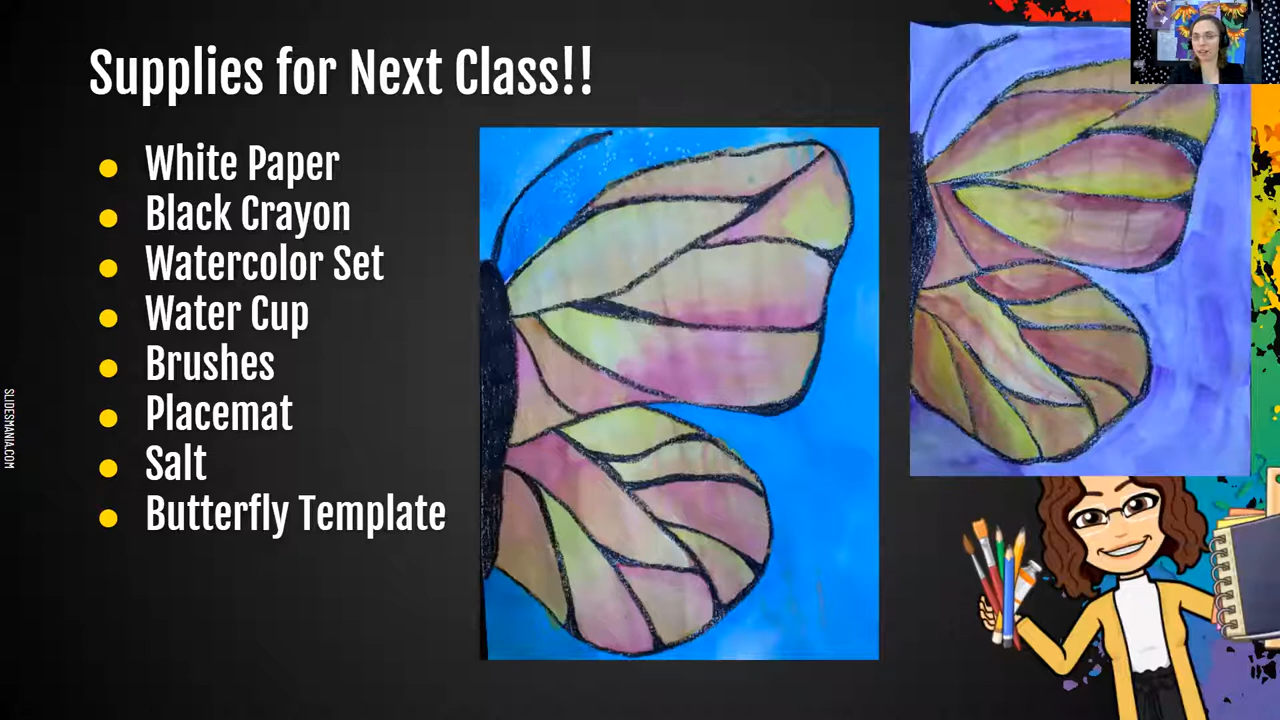 Supplies for Next Class!!
White Paper
Black Crayon
Watercolor Set
Water Cup
Brushes
Placemat
Salt
Butterfly Template
SLIDESMANIA.COM